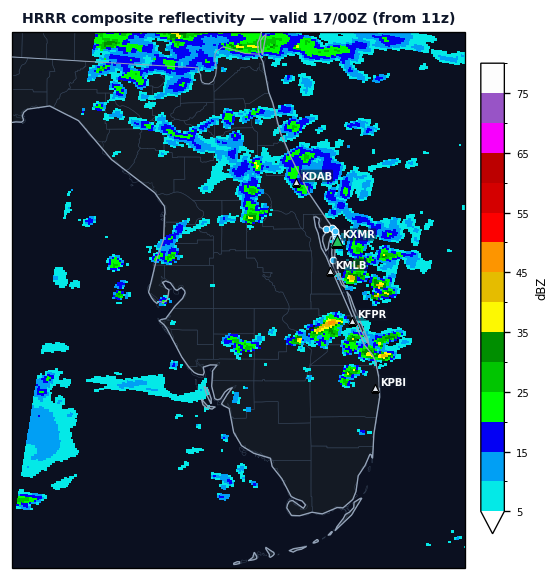 HRRR composite reflectivity — valid 17/00Z (from 11z)
KDAB
KXMR
KMLB
KFPR
KPBI
75
65
55
45
35
25
15
5
dBZ